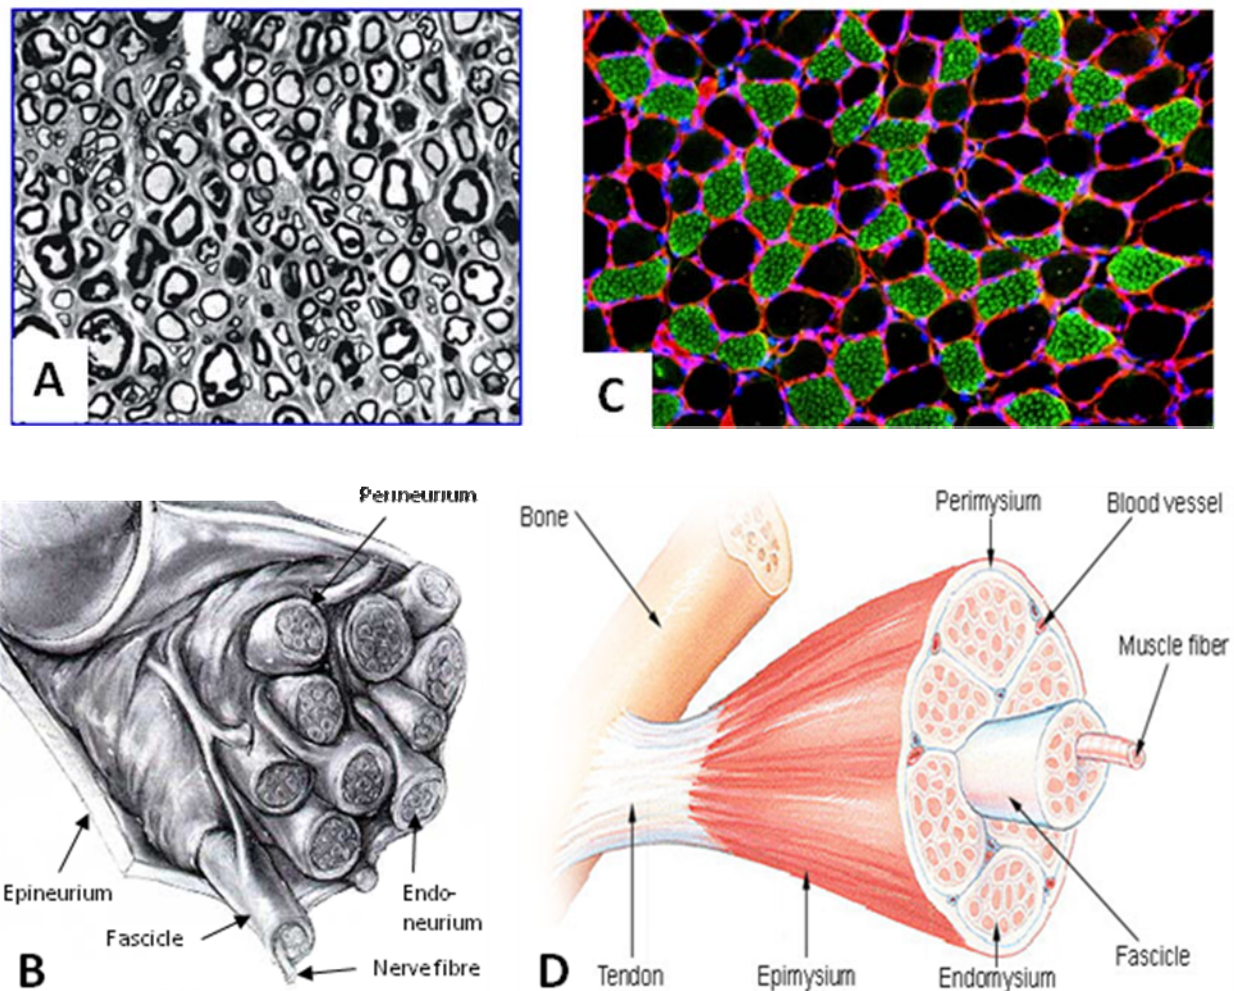 A
C
Perineurium
Epineurium
Fascicle
Endo-
neurium
Nerve fibre
B
Bone
Perimysium
Blood vessel
Muscle fiber
D
Tendon
Epimysium
Endomysium
Fascicle